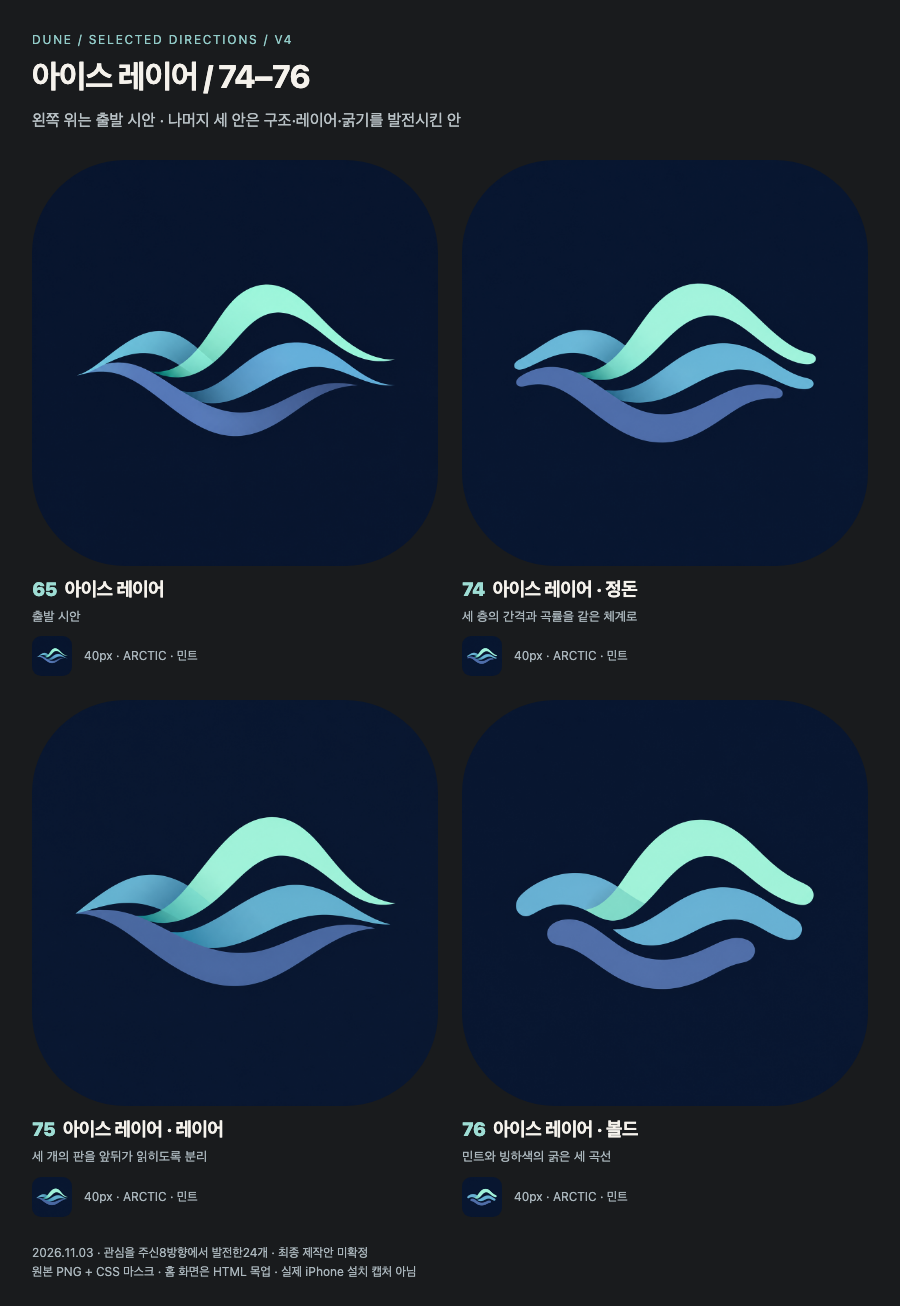 DUNE / SELECTED DIRECTIONS / V4
아이스 레이어 / 74–76
왼쪽 위는 출발 시안 · 나머지 세 안은 구조·레이어·굵기를 발전시킨 안
65 아이스 레이어
출발 시안
40px · ARCTIC · 민트
74 아이스 레이어 · 정돈
세 층의 간격과 곡률을 같은 체계로
40px · ARCTIC · 민트
75 아이스 레이어 · 레이어
세 개의 판을 앞뒤가 읽히도록 분리
40px · ARCTIC · 민트
76 아이스 레이어 · 볼드
민트와 빙하색의 굵은 세 곡선
40px · ARCTIC · 민트
2026.11.03 · 관심을 주신8방향에서 발전한24개 · 최종 제작안 미확정
원본 PNG + CSS 마스크 · 홈 화면은 HTML 목업 · 실제 iPhone 설치 캡처 아님